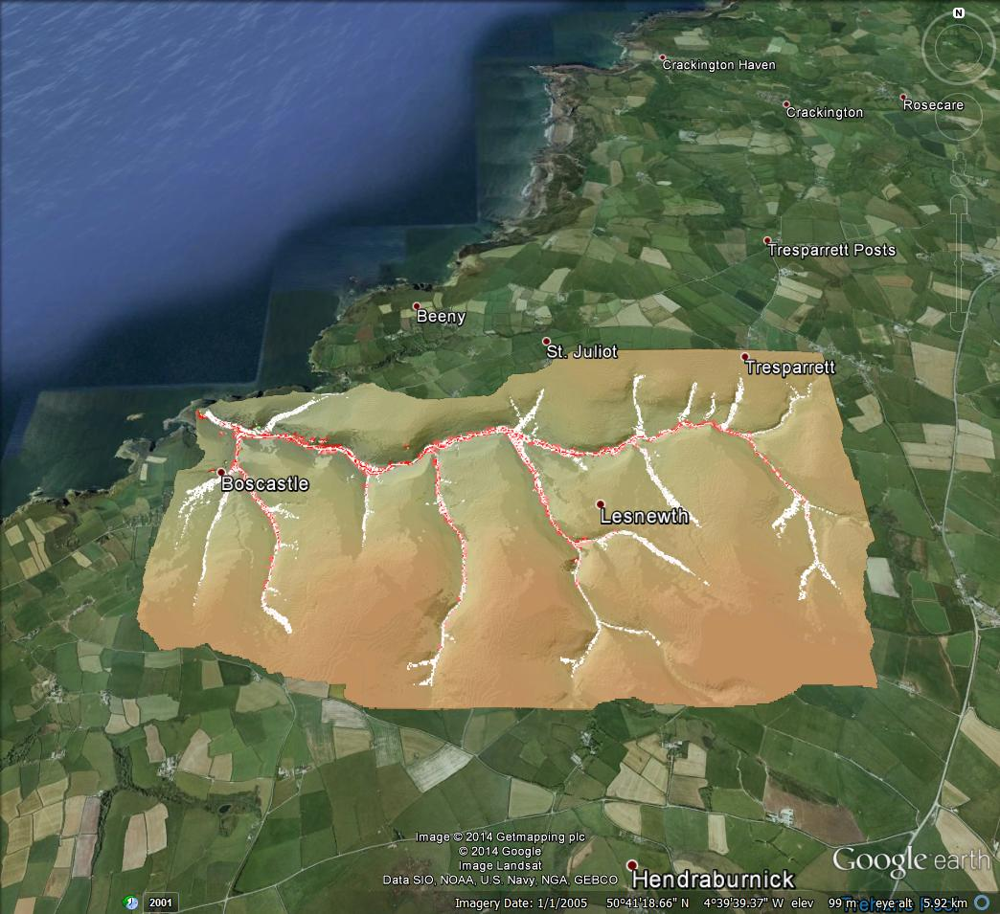 N
Crackington Haven
Crackington
Rosecare
Tresparrett Posts
Beeny
St. Juliot
Tresparrett
Boscastle
Lesnewth
Image © 2014 Getmapping plc
© 2014 Google
Image Landsat
Data SIO, NOAA, U.S. Navy, NGA, GEBCO
Google earth
Hendraburnick
2001
Imagery Date: 1/1/2005 50°41'18.66" N 4°39'39.37" W elev 99 m eye alt 5.92 km